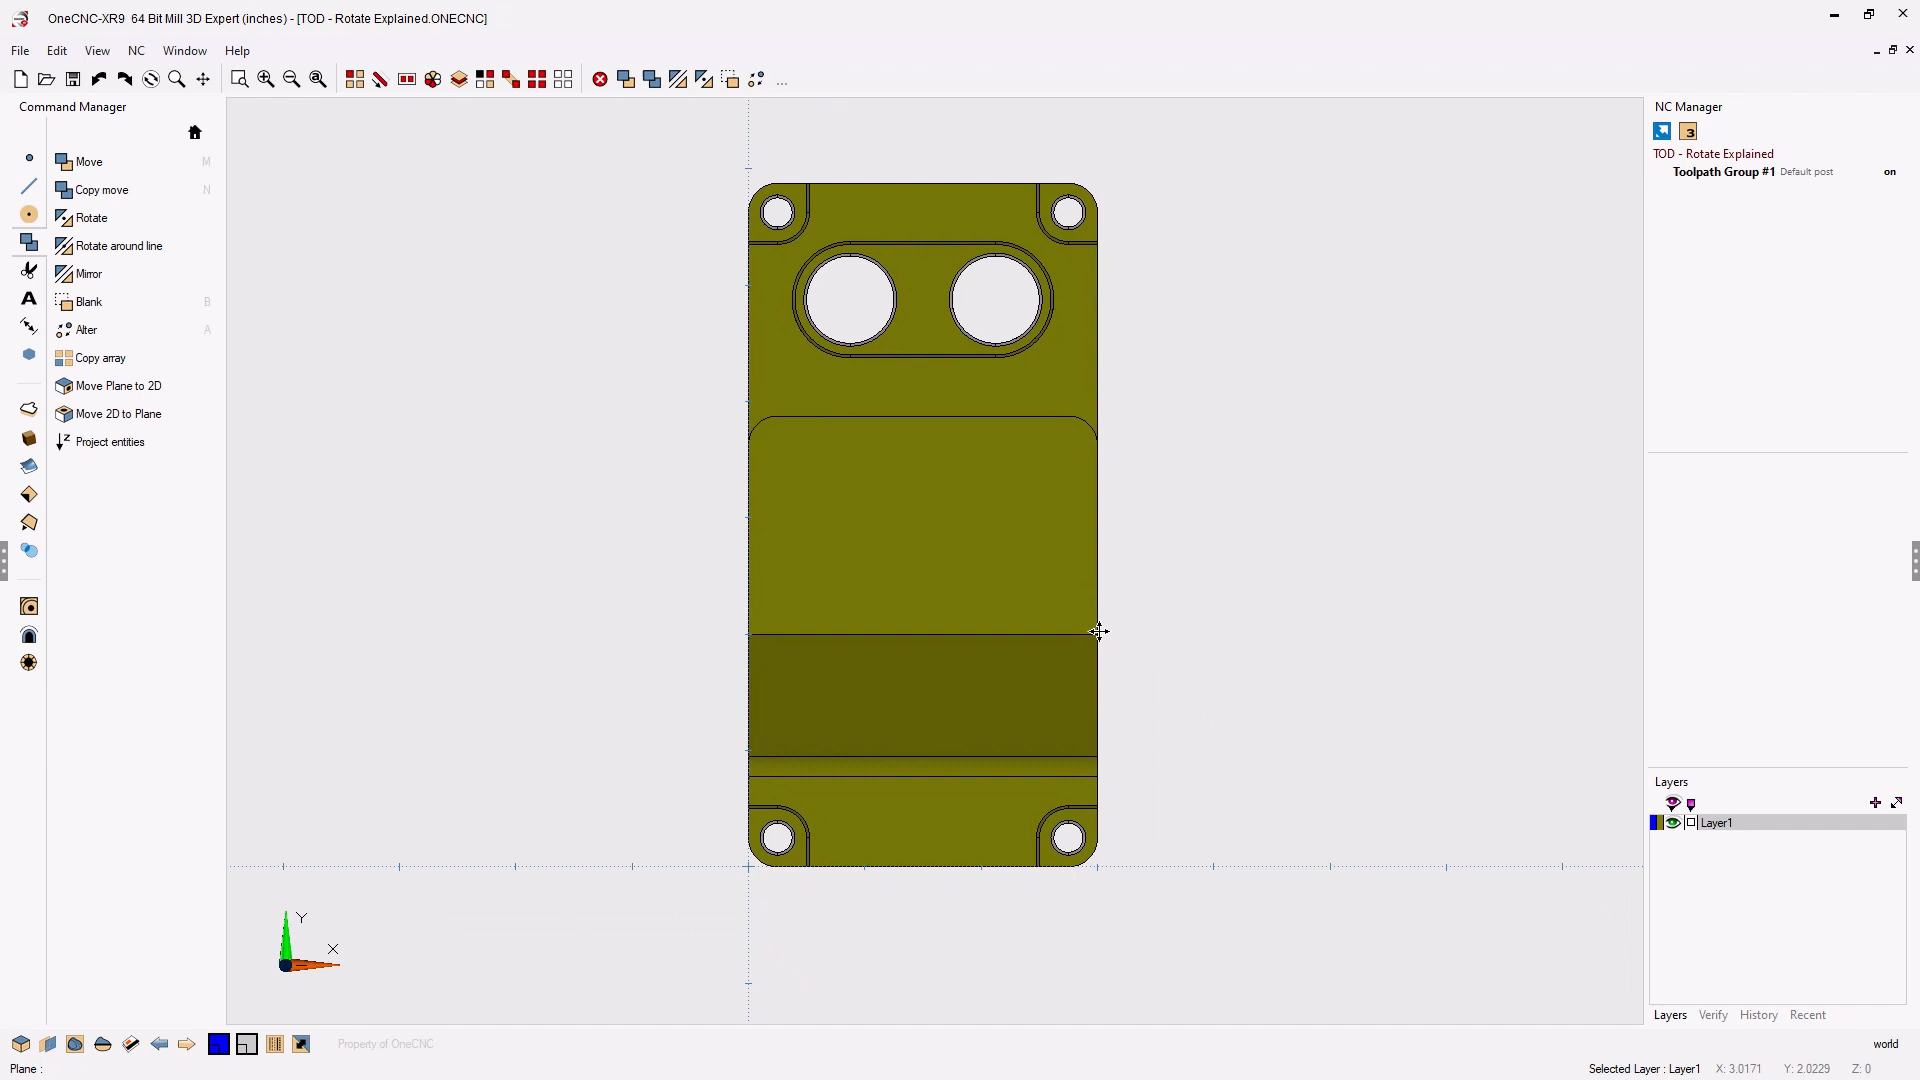 OneCNC-XR9 64 Bit Mill 3D Expert (inches) - [TOD - Rotate Explained.ONECNC]
File Edit View NC Window Help
...
Command Manager
Move M
Copy move N
Rotate
Rotate around line
Mirror
Blank B
Alter A
Copy array
Move Plane to 2D
Move 2D to Plane
Project entities
A
Y
X
NC Manager
3
TOD - Rotate Explained
Toolpath Group #1 Default post on
Layers
Layer1
Layers Verify History Recent
Property of OneCNC
world
Plane :
Selected Layer : Layer1 X: 3.0171 Y: 2.0229 Z: 0